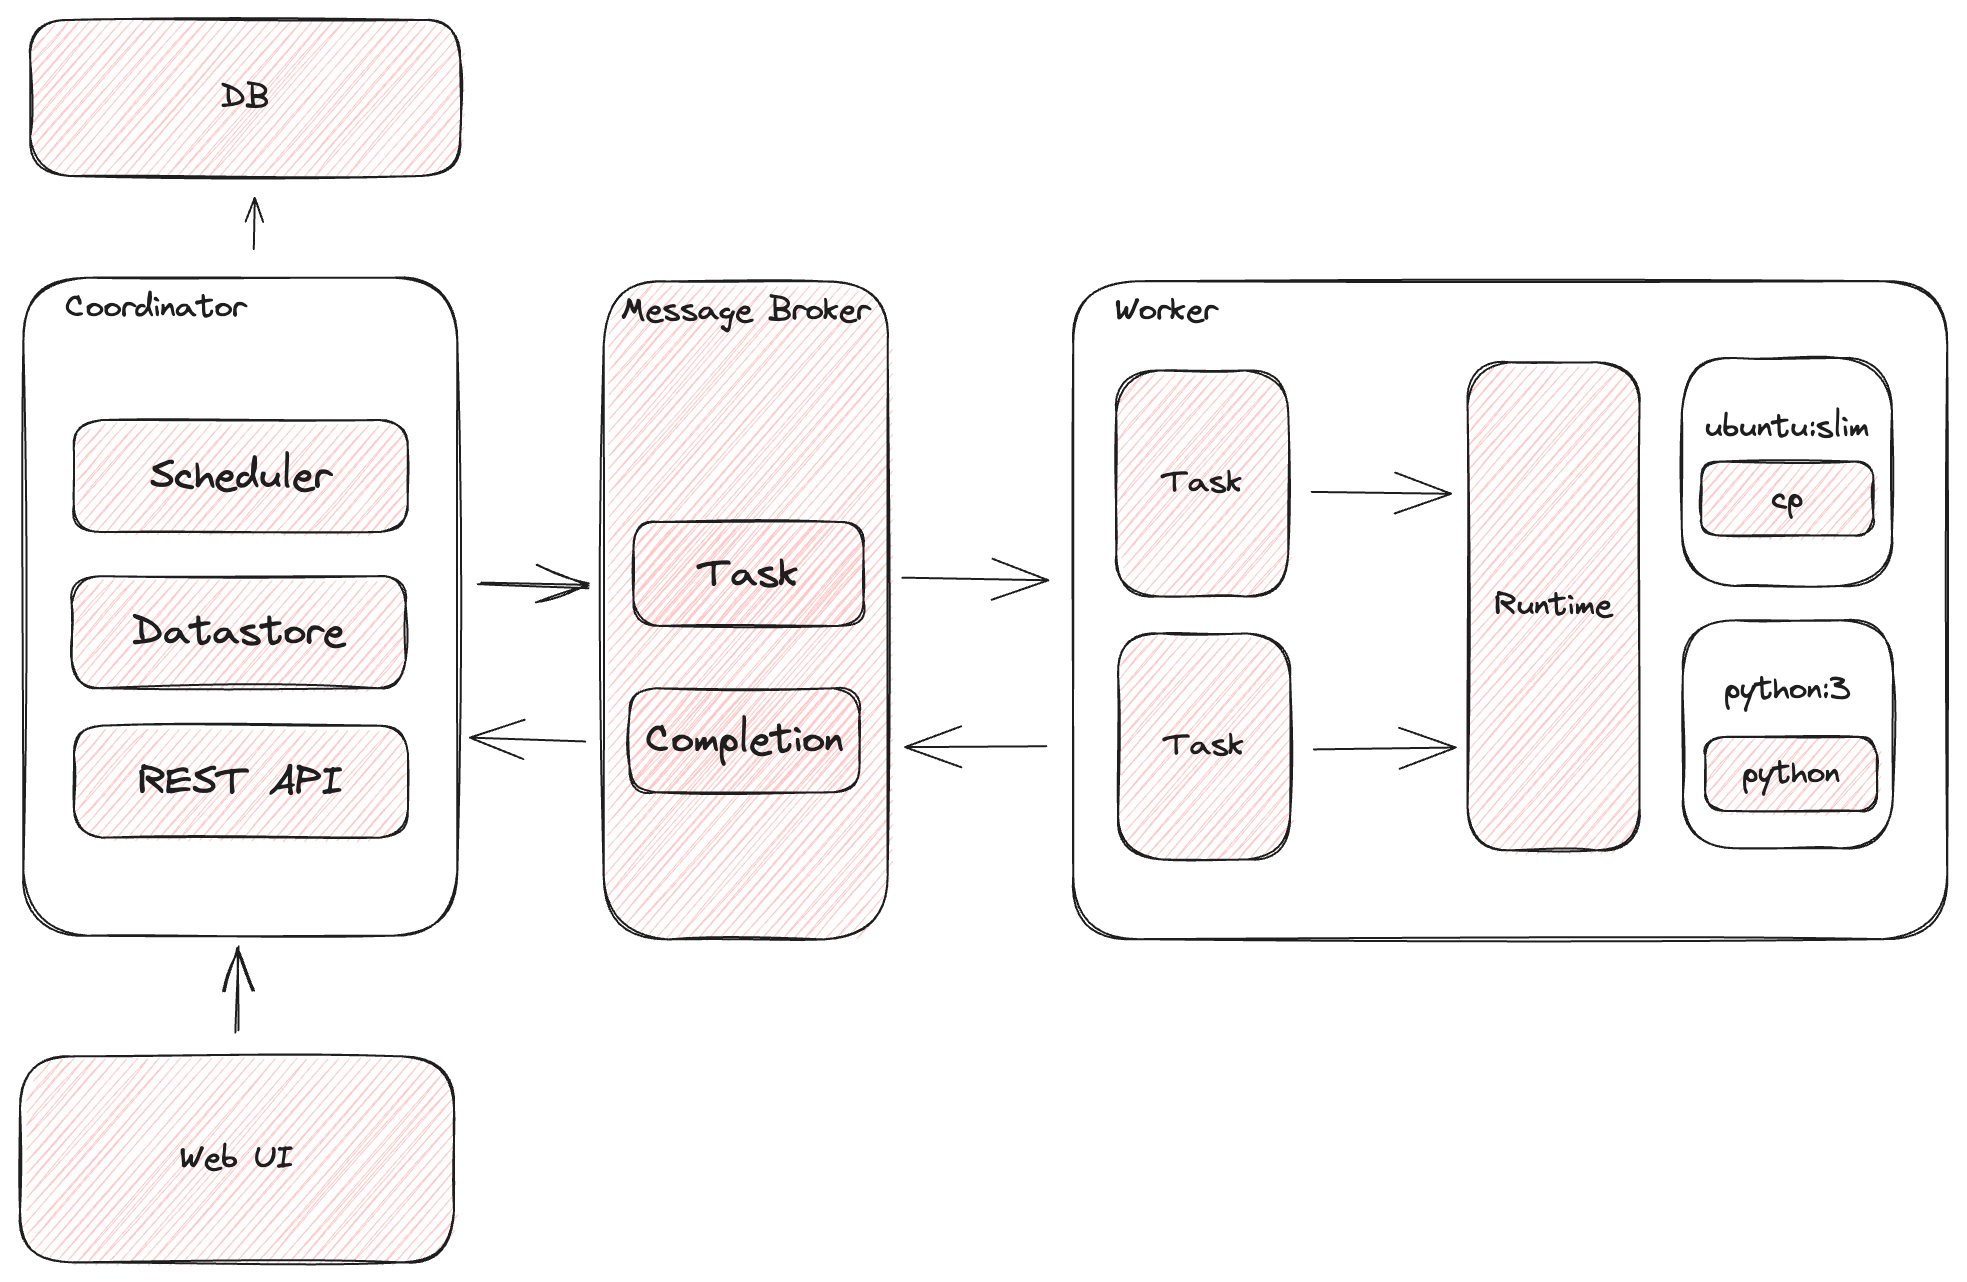 DB
Coordinator
Scheduler
Datastore
REST API
Web UI
Message Broker
Task
Completion
Worker
Task
Task
Runtime
ubuntu:slim
cp
python:3
python